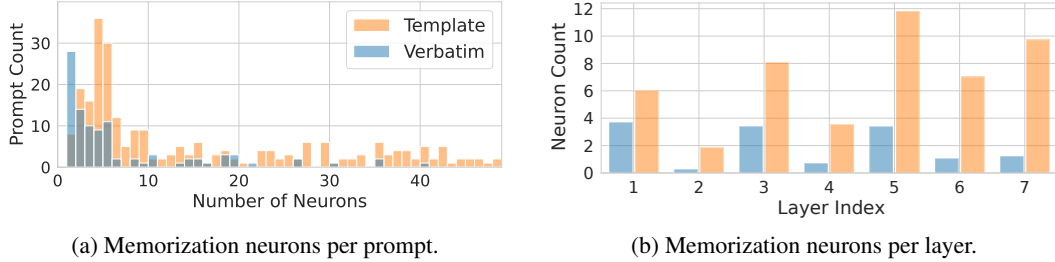 Prompt Count
30
20
10
0
Template
Verbatim
0 10 20 30 40
Number of Neurons
(a) Memorization neurons per prompt.
Neuron Count
12
10
8
6
4
2
0
1 2 3 4 5 6 7
Layer Index
(b) Memorization neurons per layer.